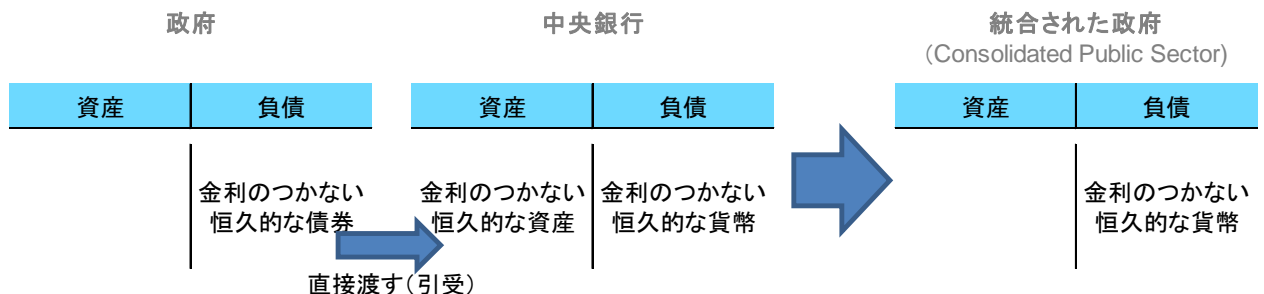 政府
中央銀行
統合された政府
（Consolidated Public Sector)
資産
負債
資産
負債
資産
負債
金利のつかない
恒久的な債券
金利のつかない
恒久的な資産
金利のつかない
恒久的な貨幣
金利のつかない
恒久的な貨幣
直接渡す（引受）